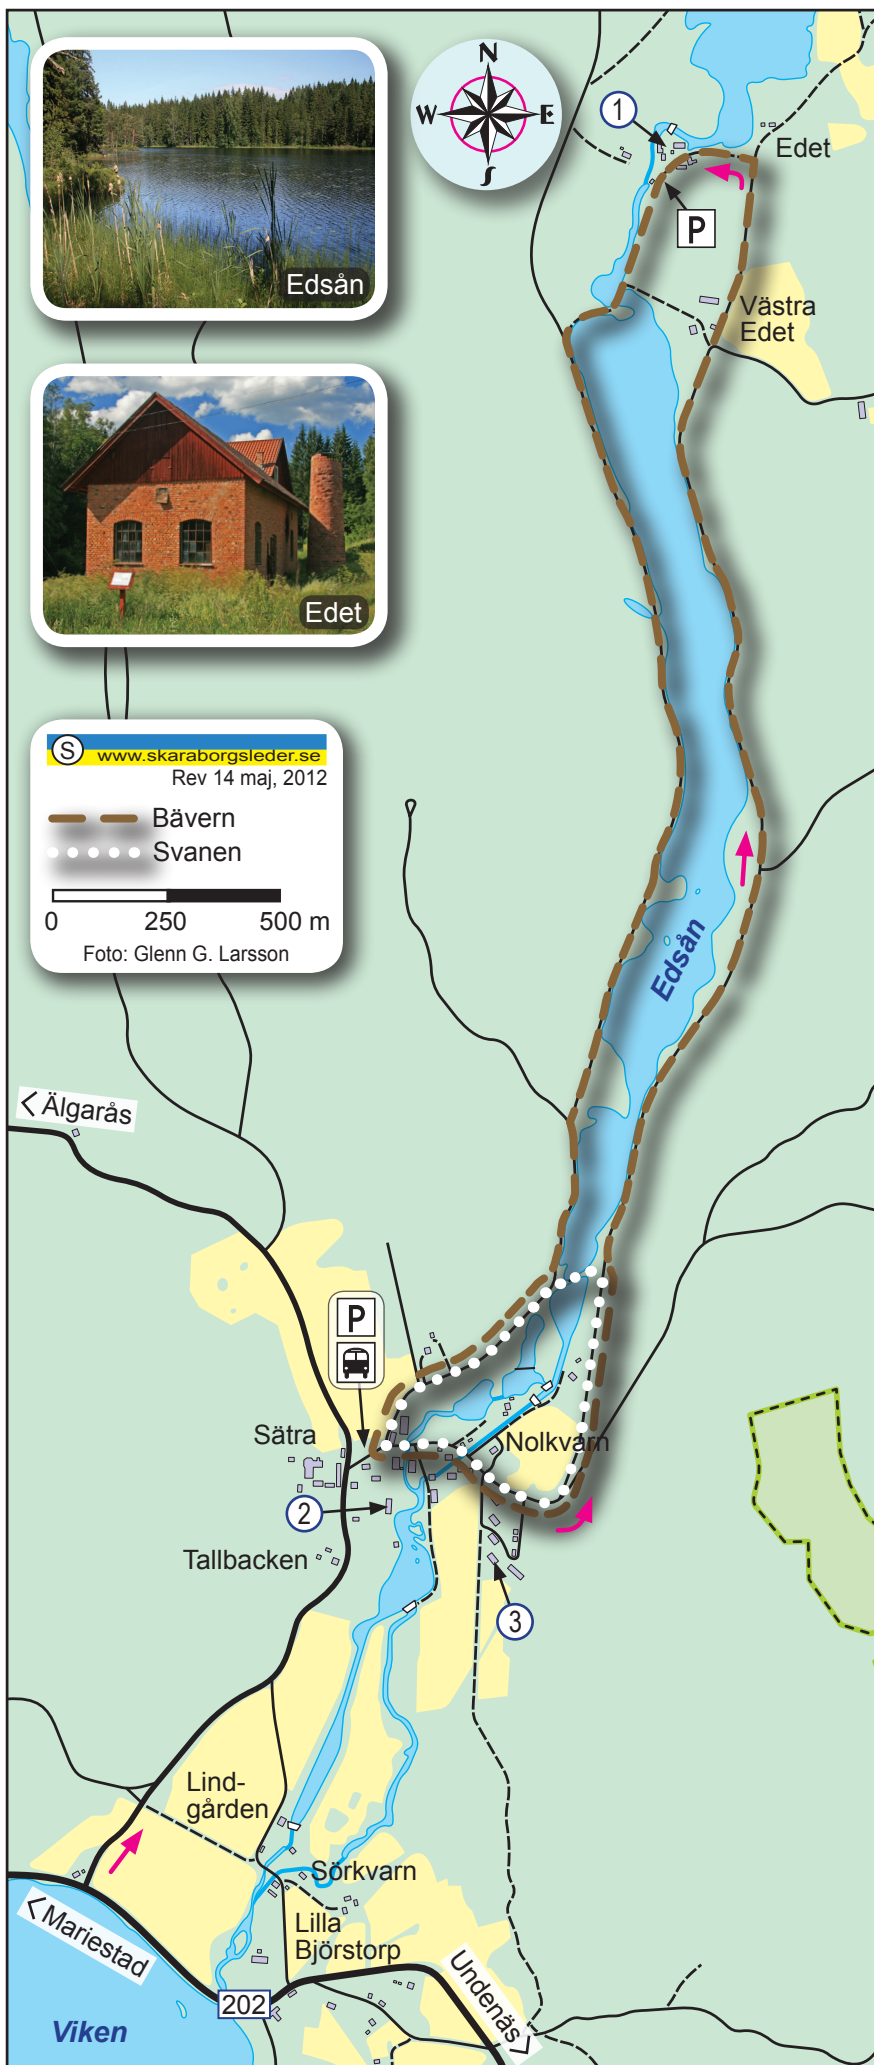 N
W
E
S
Edsån
1
Edet
P
Västra
Edet
Edet
S
www.skaraborgsleder.se
Rev 14 maj, 2012
Bävern
Svanen
0 250 500 m
Foto: Glenn G. Larsson
Edsån
< Älgarås
P
Sätra
Nolkvarn
2
Tallbacken
3
Lind-
gården
Sörkvarn
< Mariestad
Lilla
Björstorp
Undenäs >
202
Viken